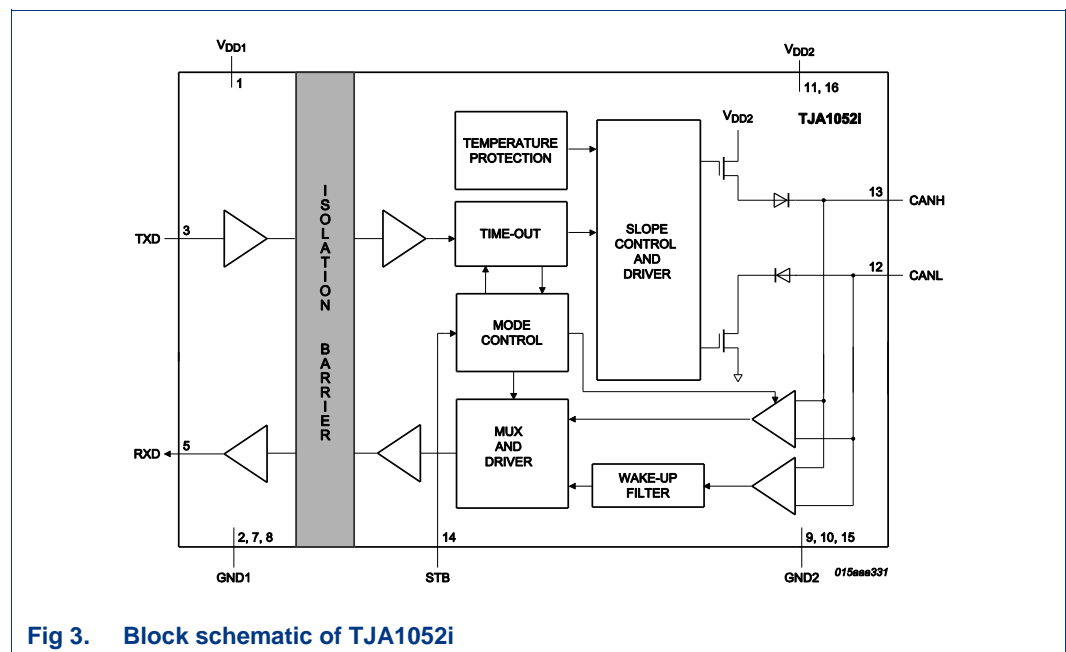 VDD1
VDD2
1
11, 16
TJA1052i
VDD2
TEMPERATURE
PROTECTION
ISOLATION BARRIER
SLOPE
CONTROL
AND
DRIVER
13
CANH
TXD
3
TIME-OUT
12
CANL
MODE
CONTROL
MUX
AND
DRIVER
RXD
5
WAKE-UP
FILTER
2, 7, 8
14
9, 10, 15
GND1
STB
GND2
015aaa331
Fig 3. Block schematic of TJA1052i